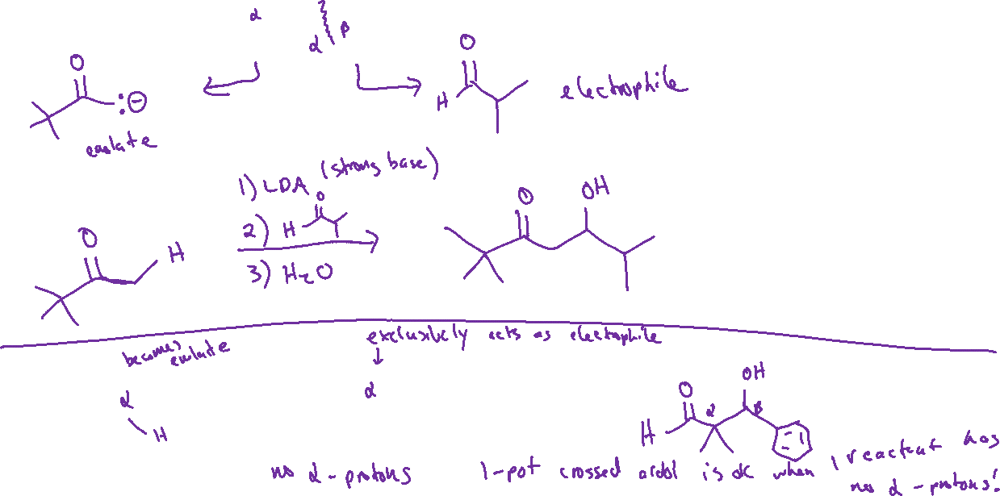 α
α β
O
:⊖
enolate
O
H
electrophile
1) LDA (strong base)
2) H O
3) H2O
O
H
O OH
becomes enolate
exclusively acts as electrophile
α
H
α
O OH
H α β
no α-protons
1-pot crossed aldol is ok when 1 reactant has
no α-protons!